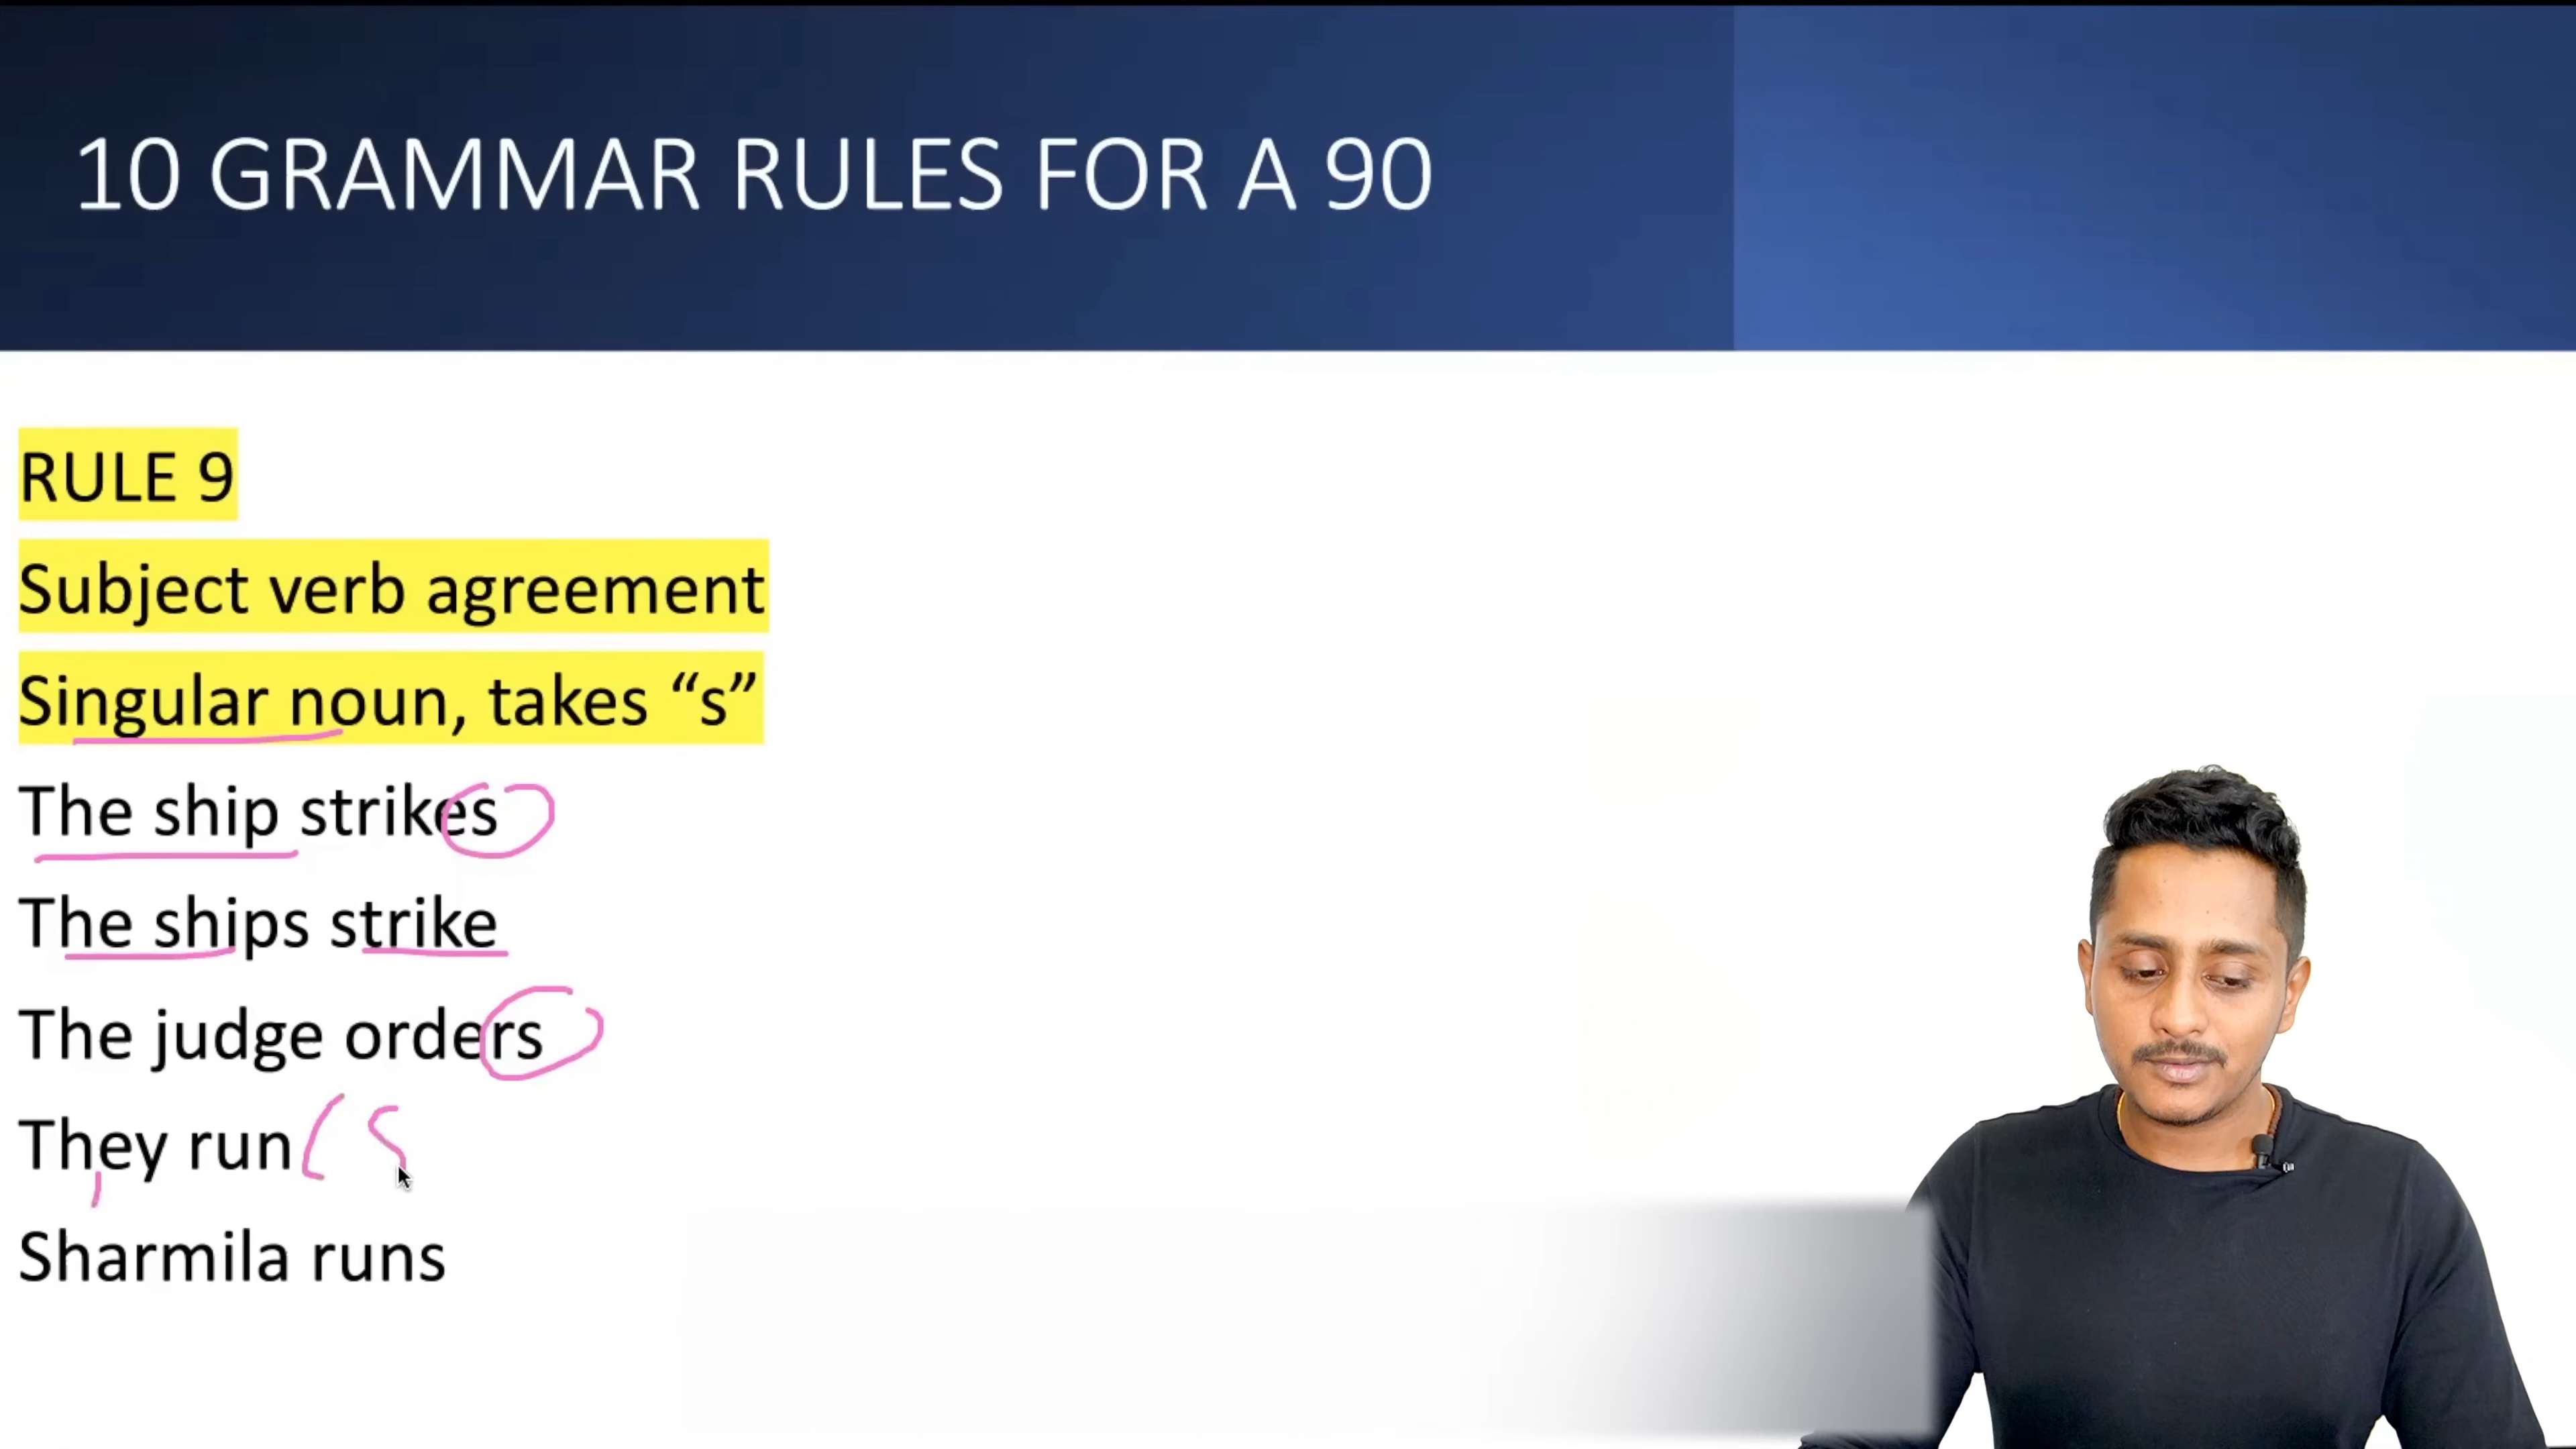 10 GRAMMAR RULES FOR A 90
RULE 9
Subject verb agreement
Singular noun, takes “s”
The ship strikes
The ships strike
The judge orders
They run ( s
Sharmila runs